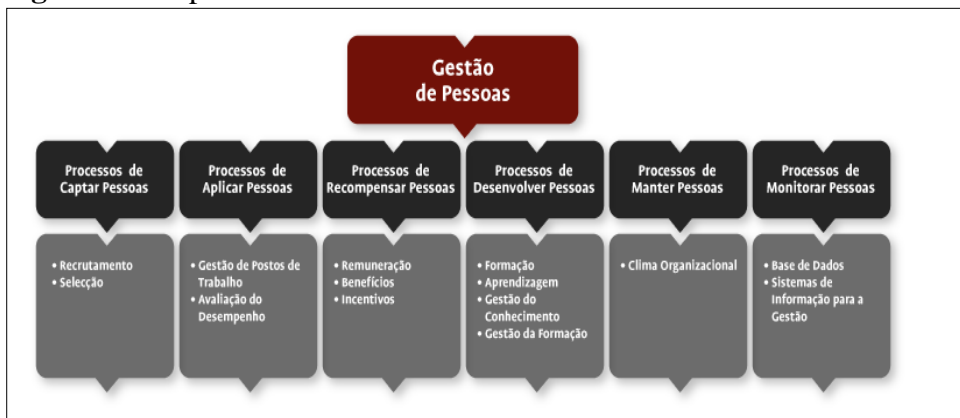 Gestão
de Pessoas
Processos de
Captar Pessoas
Processos de
Aplicar Pessoas
Processos de
Recompensar Pessoas
Processos de
Desenvolver Pessoas
Processos de
Manter Pessoas
Processos de
Monitorar Pessoas
• Recrutamento
• Selecção
• Gestão de Postos de
Trabalho
• Avaliação do
Desempenho
• Remuneração
• Benefícios
• Incentivos
• Formação
• Aprendizagem
• Gestão do
Conhecimento
• Gestão da Formação
• Clima Organizacional
• Base de Dados
• Sistemas de
Informação para a
Gestão